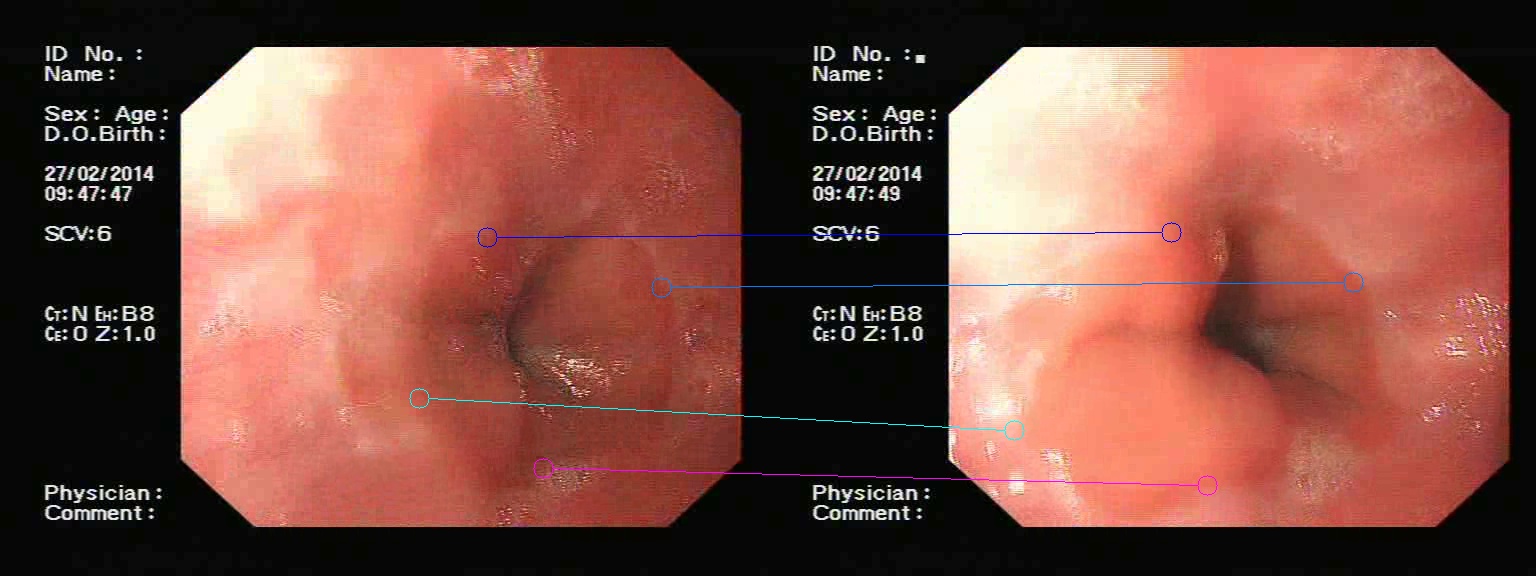 ID No. :
Name:
Sex: Age:
D.O.Birth:
27/02/2014
09:47:47
SCV:6
CT:N EH:B8
CE:0 Z:1.0
Physician:
Comment:
ID No. :
Name:
Sex: Age:
D.O.Birth:
27/02/2014
09:47:49
SCV:6
CT:N EH:B8
CE:0 Z:1.0
Physician:
Comment: